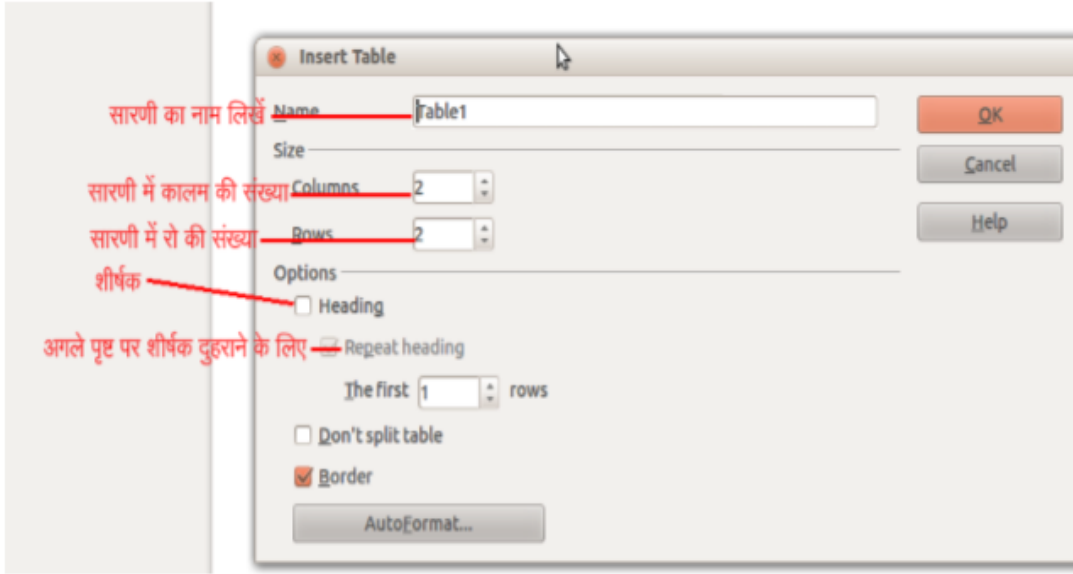 Insert Table
सारणी का नाम लिखें Name Table1 OK
Size
Cancel
सारणी में कालम की संख्या Columns 2
सारणी में रो की संख्या Rows 2 Help
Options
शीर्षक Heading
अगले पृष्ट पर शीर्षक दुहराने के लिए Repeat heading
The first 1 rows
Don't split table
Border
AutoFormat...